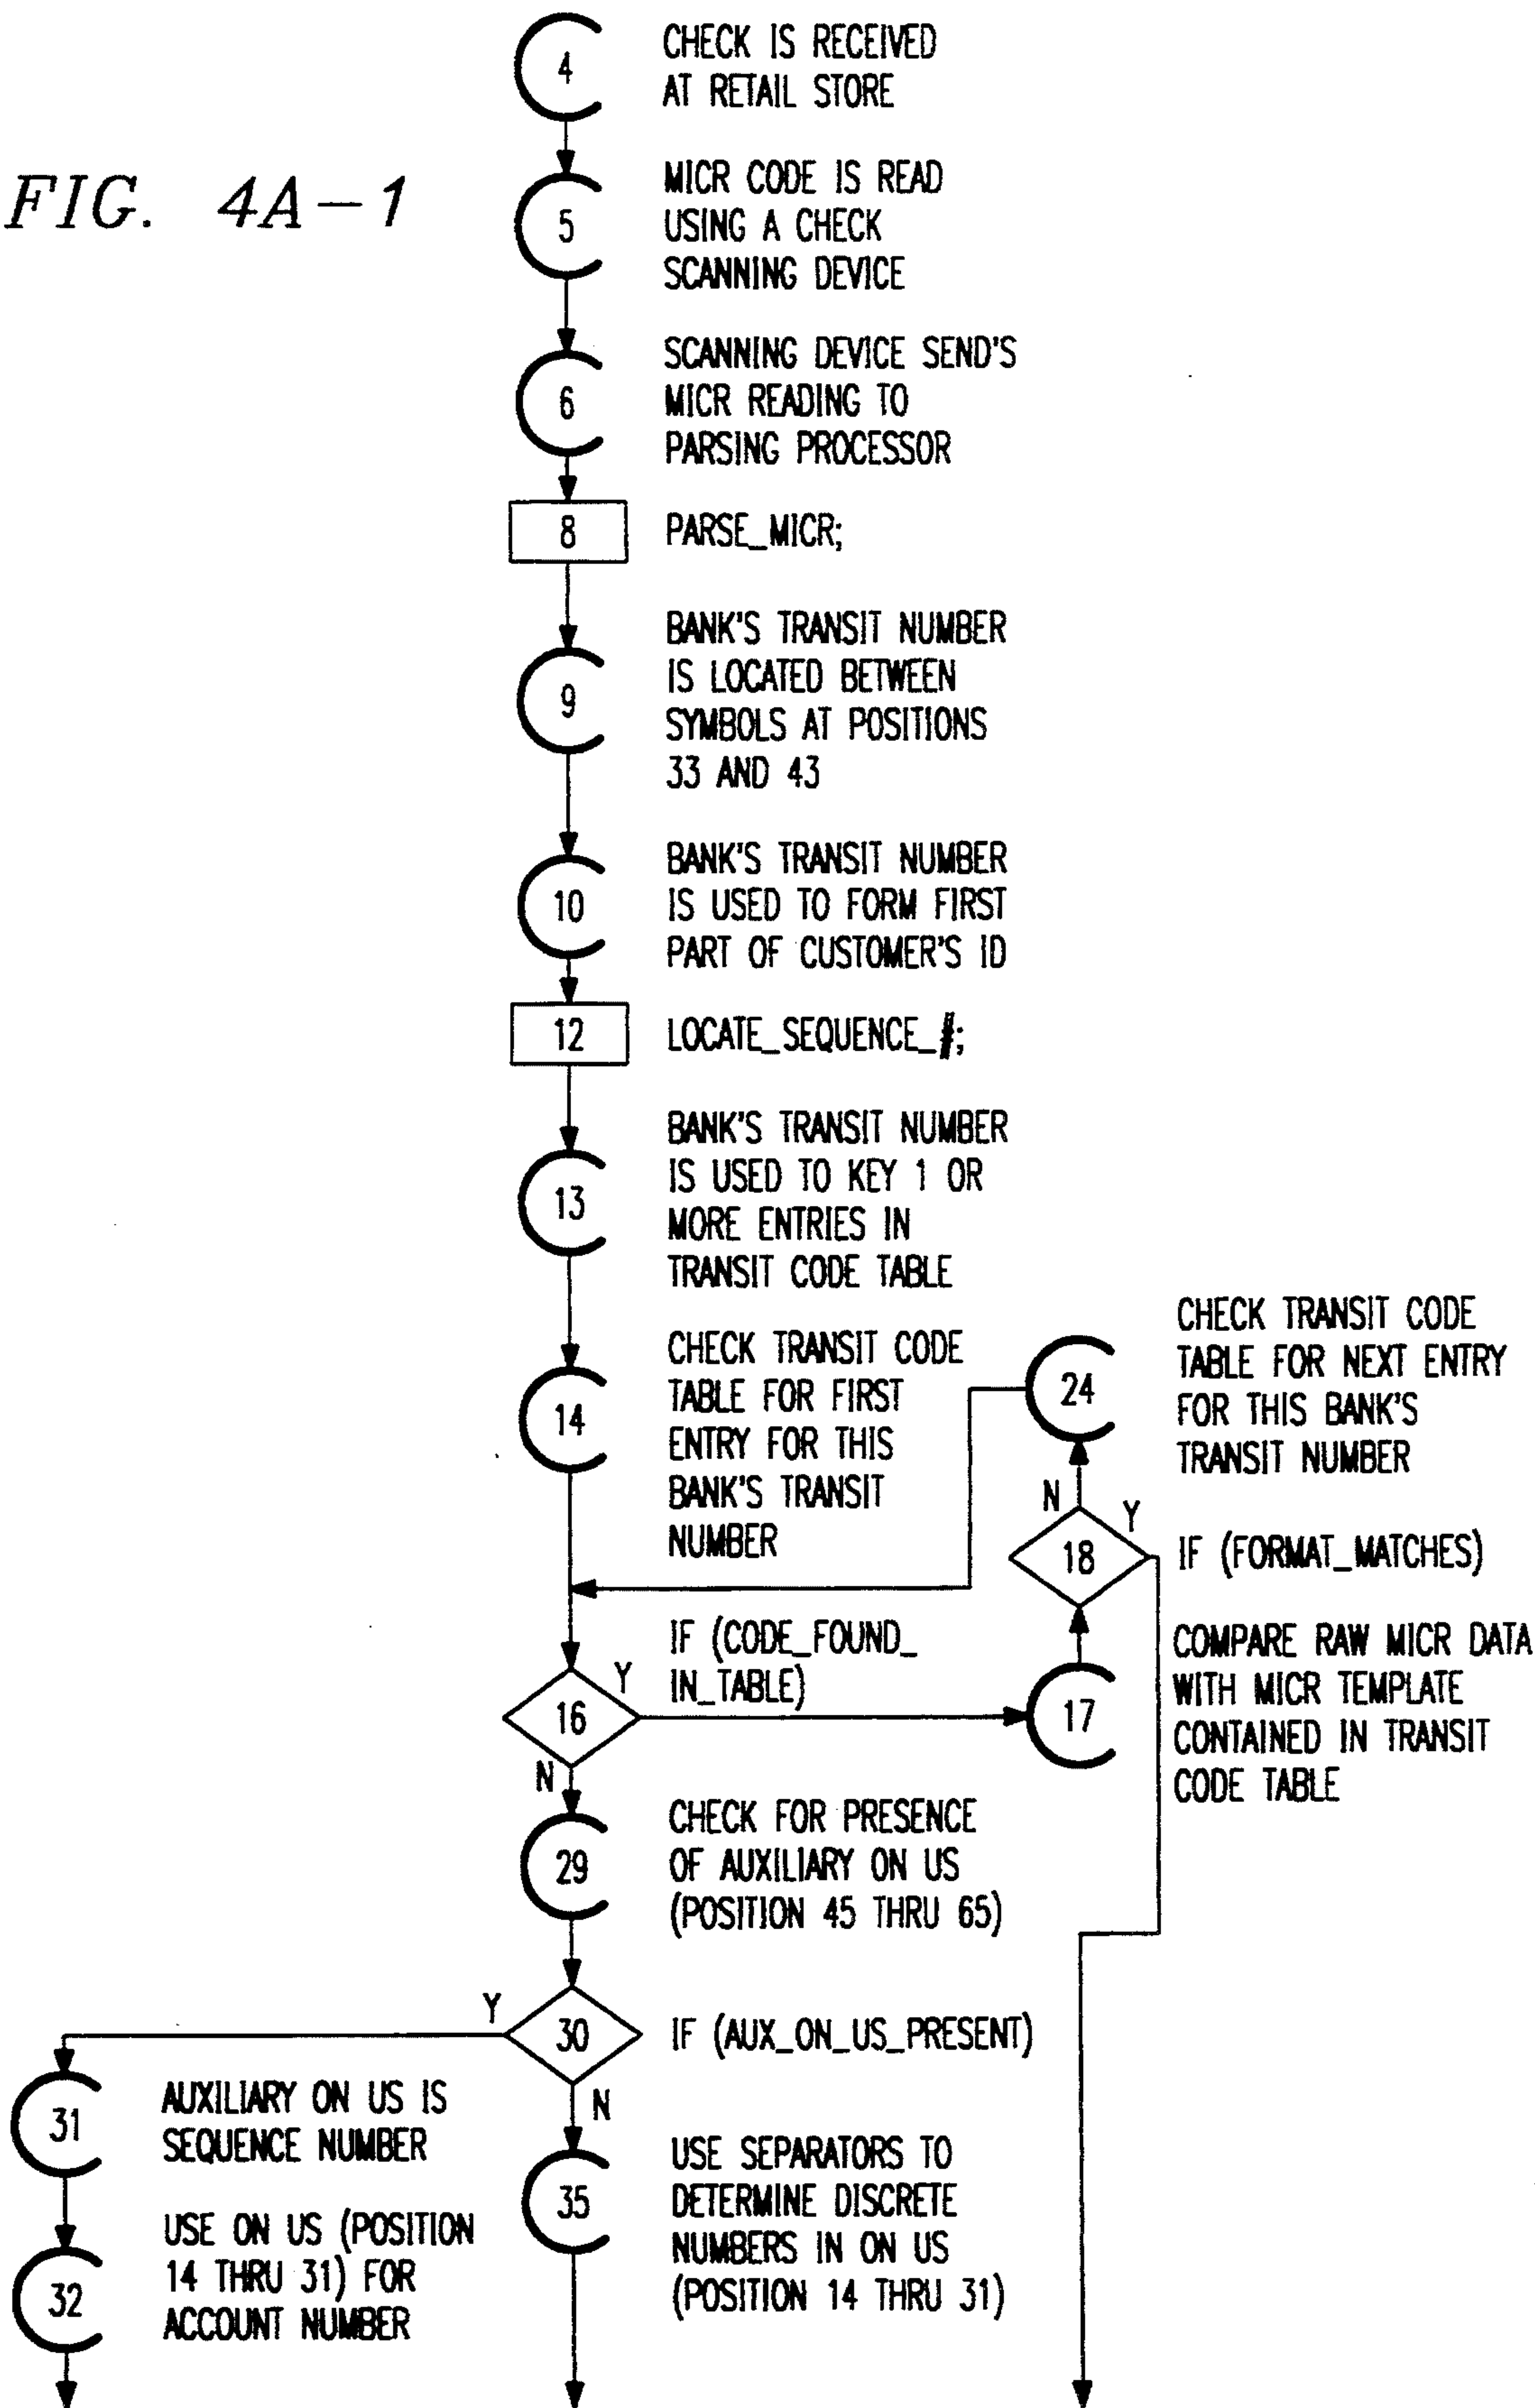 FIG. 4A-1
4
CHECK IS RECEIVED
AT RETAIL STORE
5
MICR CODE IS READ
USING A CHECK
SCANNING DEVICE
6
SCANNING DEVICE SEND'S
MICR READING TO
PARSING PROCESSOR
8
PARSE_MICR;
9
BANK'S TRANSIT NUMBER
IS LOCATED BETWEEN
SYMBOLS AT POSITIONS
33 AND 43
10
BANK'S TRANSIT NUMBER
IS USED TO FORM FIRST
PART OF CUSTOMER'S ID
12
LOCATE_SEQUENCE_#;
13
BANK'S TRANSIT NUMBER
IS USED TO KEY 1 OR
MORE ENTRIES IN
TRANSIT CODE TABLE
14
CHECK TRANSIT CODE
TABLE FOR FIRST
ENTRY FOR THIS
BANK'S TRANSIT
NUMBER
24
CHECK TRANSIT CODE
TABLE FOR NEXT ENTRY
FOR THIS BANK'S
TRANSIT NUMBER
N
Y
18
IF (FORMAT_MATCHES)
16
Y
N
IF (CODE_FOUND_
IN_TABLE)
17
COMPARE RAW MICR DATA
WITH MICR TEMPLATE
CONTAINED IN TRANSIT
CODE TABLE
29
CHECK FOR PRESENCE
OF AUXILIARY ON US
(POSITION 45 THRU 65)
Y
30
N
IF (AUX_ON_US_PRESENT)
31
AUXILIARY ON US IS
SEQUENCE NUMBER
32
USE ON US (POSITION
14 THRU 31) FOR
ACCOUNT NUMBER
35
USE SEPARATORS TO
DETERMINE DISCRETE
NUMBERS IN ON US
(POSITION 14 THRU 31)